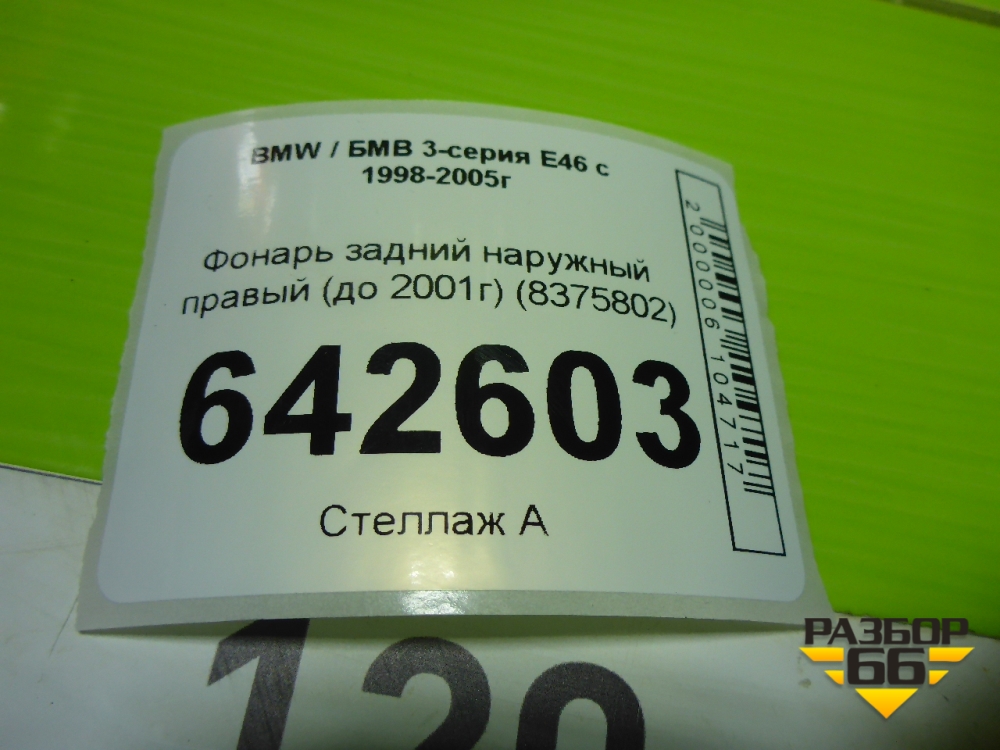 BMW / БМВ 3-серия E46 с
1998-2005г
Фонарь задний наружный
правый (до 2001г) (8375802)
642603
Стеллаж А
2000006104717
РАЗБОР
66